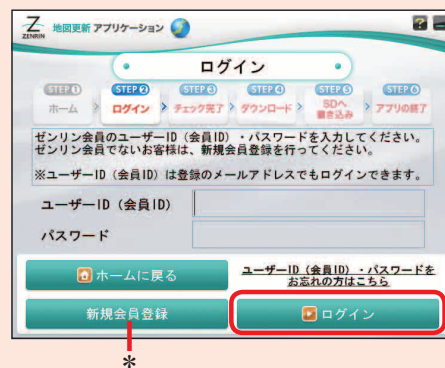 ZENRIN 地図更新 アプリケーション
ログイン
STEP① STEP② STEP③ STEP④ STEP⑤ STEP⑥
ホーム ログイン チェック完了 ダウンロード SDへ書き込み アプリの終了
ゼンリン会員のユーザーID(会員ID)・パスワードを入力してください。
ゼンリン会員でないお客様は、新規会員登録を行ってください。
※ユーザーID(会員ID)は登録のメールアドレスでもログインできます。
ユーザーID(会員ID)
パスワード
ホームに戻る
ユーザーID(会員ID)・パスワードを
お忘れの方はこちら
新規会員登録
ログイン
*